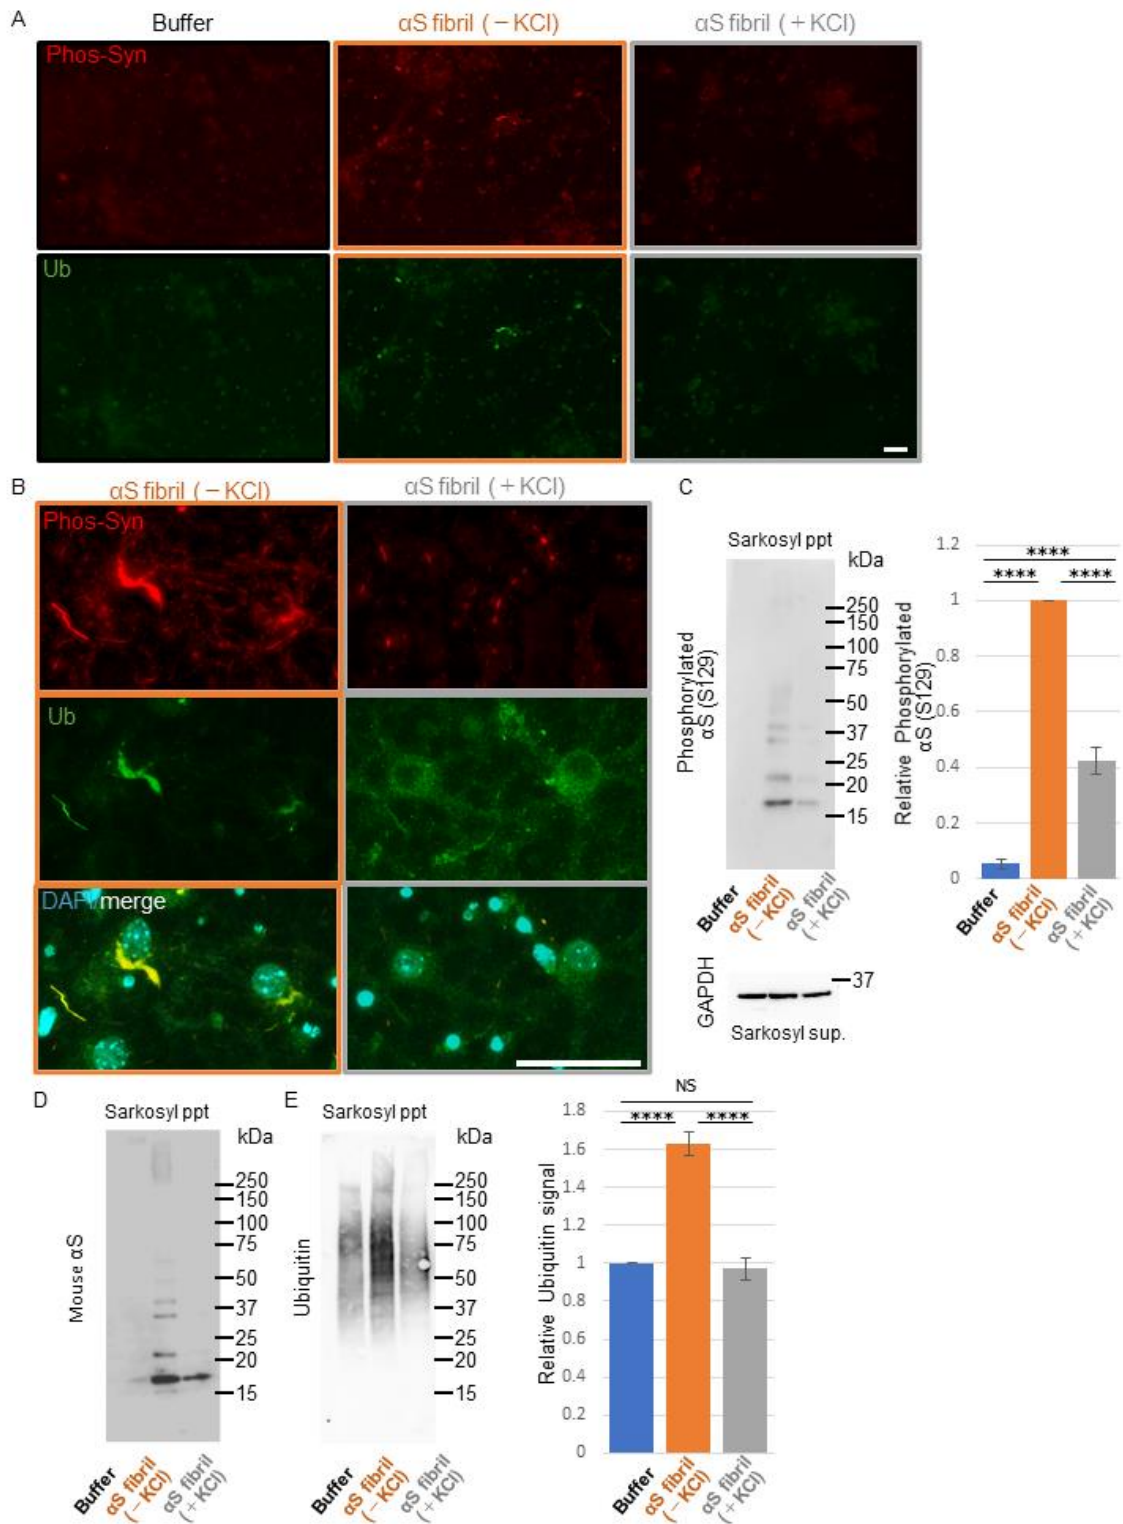 A
Buffer
αS fibril (－KCl)
αS fibril (＋KCl)
Phos-Syn
Ub
B
αS fibril (－KCl)
αS fibril (＋KCl)
Phos-Syn
Ub
DAPI/merge
C
Sarkosyl ppt
kDa
250
150
100
75
50
37
25
20
15
Phosphorylated
αS (S129)
Buffer
αS fibril
(－KCl)
αS fibril
(＋KCl)
GAPDH
37
Sarkosyl sup.
Relative Phosphorylated
αS (S129)
1.2
1
0.8
0.6
0.4
0.2
0
****
**** ****
Buffer
αS fibril
(－KCl)
αS fibril
(＋KCl)
D
Sarkosyl ppt
kDa
250
150
100
75
50
37
25
20
15
Mouse αS
Buffer
αS fibril
(－KCl)
αS fibril
(＋KCl)
E
Sarkosyl ppt
kDa
250
150
100
75
50
37
25
20
15
Ubiquitin
Buffer
αS fibril
(－KCl)
αS fibril
(＋KCl)
Relative Ubiquitin signal
1.8
1.6
1.4
1.2
1
0.8
0.6
0.4
0.2
0
NS
**** ****
Buffer
αS fibril
(－KCl)
αS fibril
(＋KCl)